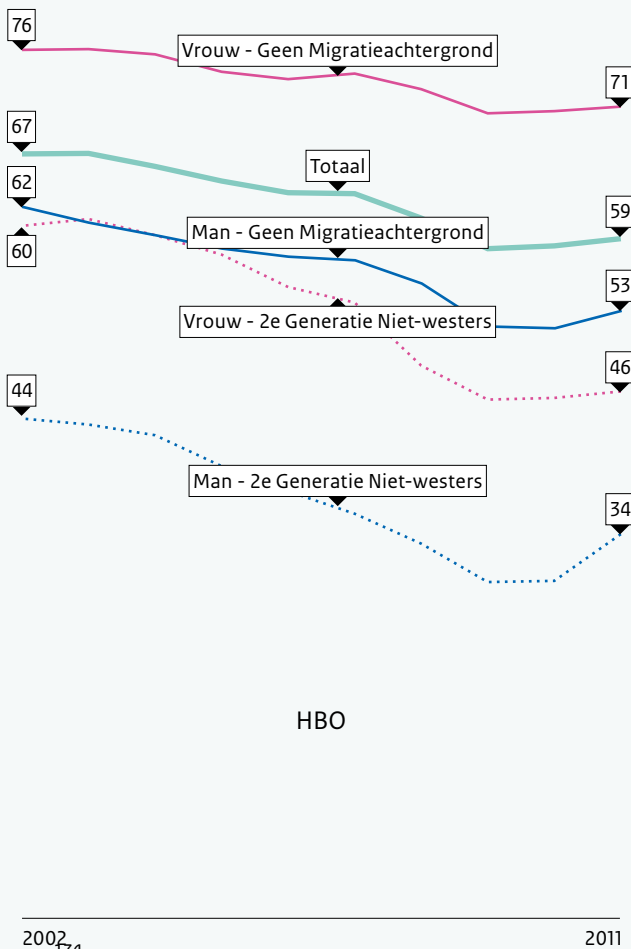 76
Vrouw - Geen Migratieachtergrond
71
67
Totaal
62
59
Man - Geen Migratieachtergrond
60
53
Vrouw - 2e Generatie Niet-westers
46
44
Man - 2e Generatie Niet-westers
34
HBO
2002
2011